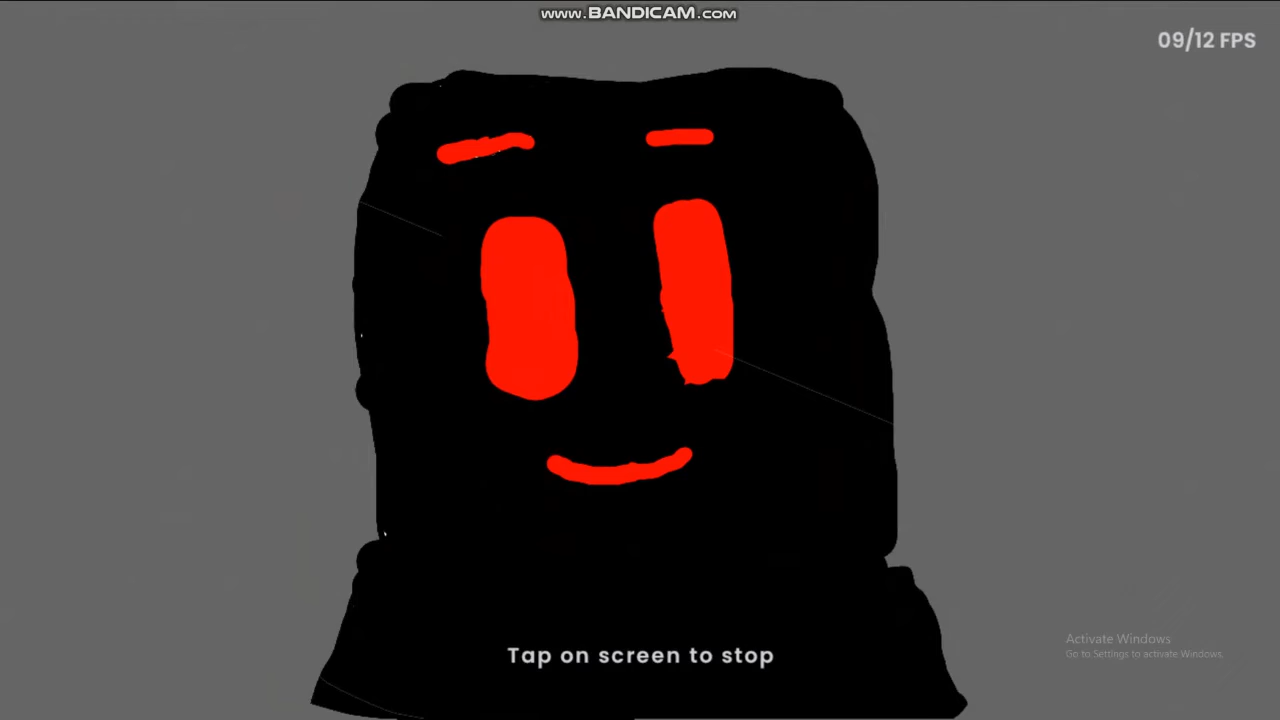 www.BANDICAM.com
09/12 FPS
Activate Windows
Go to Settings to activate Windows.
Tap on screen to stop